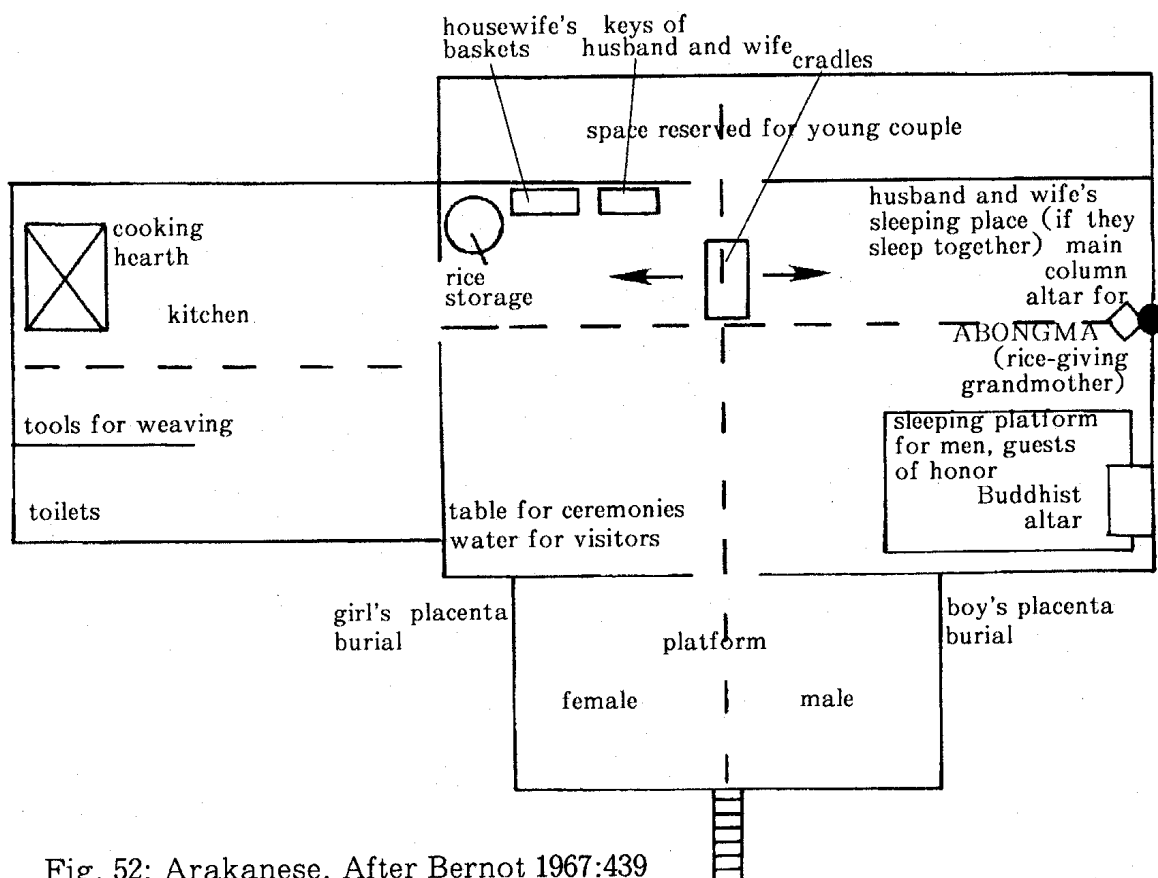 housewife's
baskets
keys of
husband and wife
cradles
space reserved for young couple
cooking
hearth
kitchen
rice
storage
husband and wife's
sleeping place (if they
sleep together) main
column
altar for
ABONGMA
(rice-giving
grandmother)
tools for weaving
toilets
table for ceremonies
water for visitors
sleeping platform
for men, guests
of honor
Buddhist
altar
girl's placenta
burial
platform
boy's placenta
burial
female
male
Fig. 52: Arakanese. After Bernot 1967:439